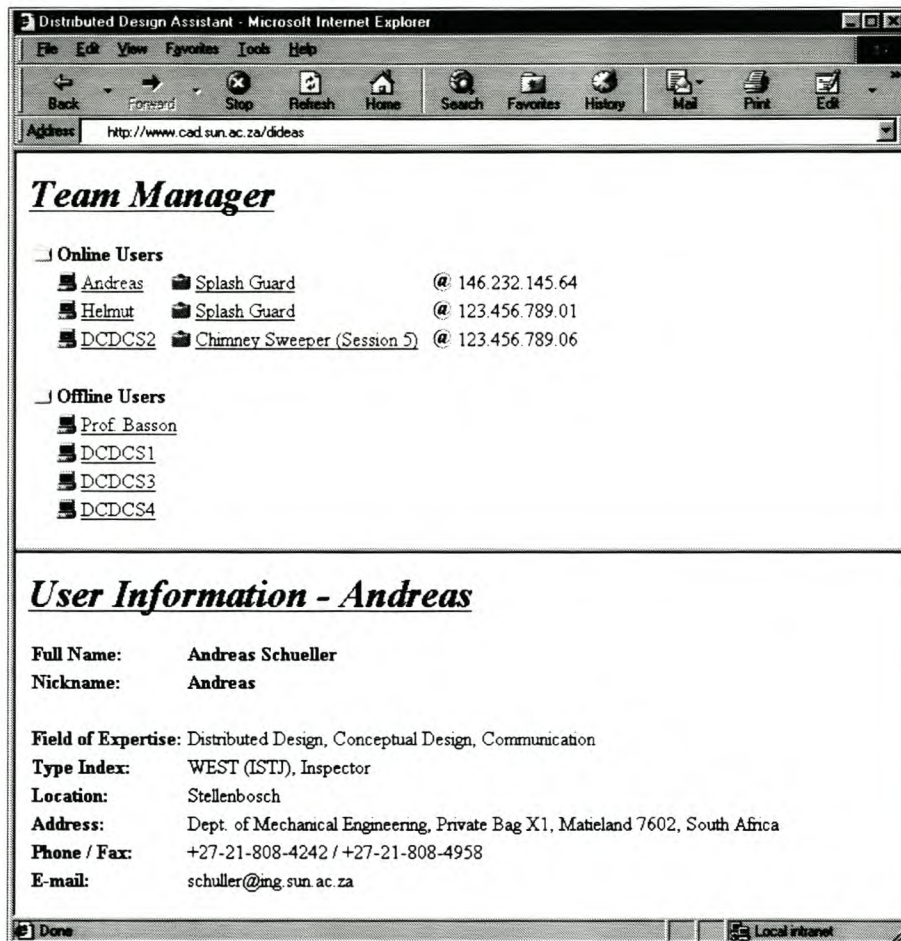 Distributed Design Assistant - Microsoft Internet Explorer
File Edit View Favorites Tools Help
Back Forward Stop Refresh Home Search Favorites History Mail Print Edit »
Address http://www.cad.sun.ac.za/dideas
Team Manager
Online Users
Andreas Splash Guard @ 146.232.145.64
Helmut Splash Guard @ 123.456.789.01
DCDCS2 Chimney Sweeper (Session 5) @ 123.456.789.06
Offline Users
Prof. Basson
DCDCS1
DCDCS3
DCDCS4
User Information - Andreas
Full Name: Andreas Schueller
Nickname: Andreas
Field of Expertise: Distributed Design, Conceptual Design, Communication
Type Index: WEST (ISTJ), Inspector
Location: Stellenbosch
Address: Dept. of Mechanical Engineering, Private Bag X1, Matieland 7602, South Africa
Phone / Fax: +27-21-808-4242 / +27-21-808-4958
E-mail: schuller@ing.sun.ac.za
Done Local intranet